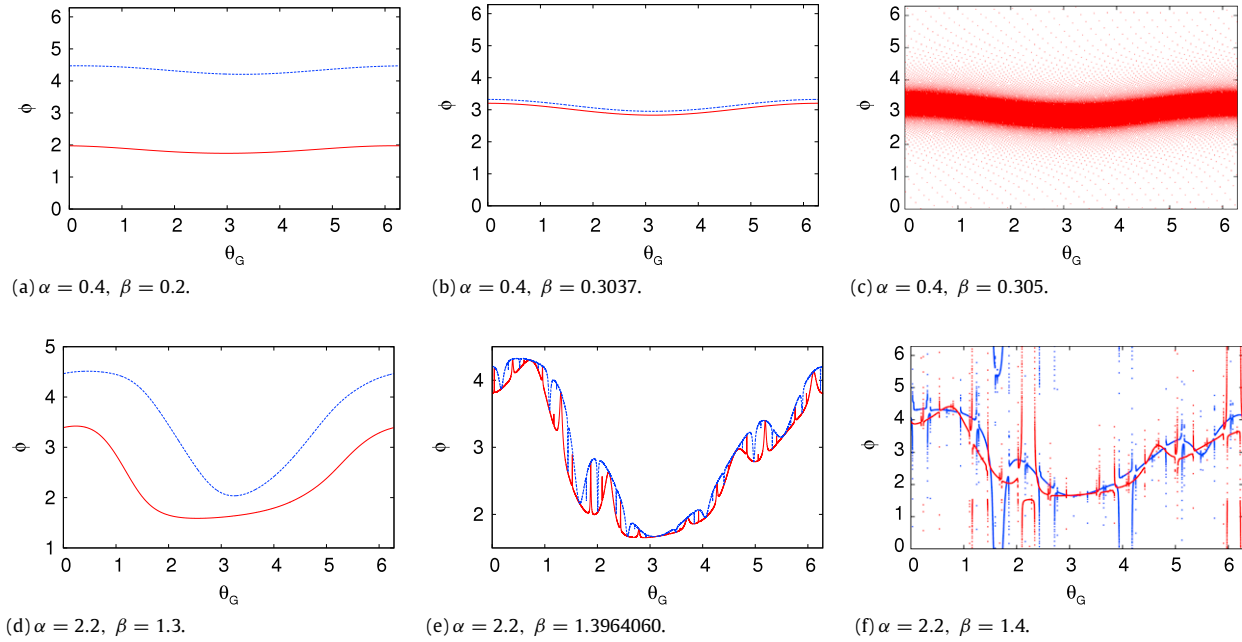 6
5
4
3
2
1
0
ϕ
0 1 2 3 4 5 6
θG
(a) α = 0.4, β = 0.2.
6
5
4
3
2
1
0
ϕ
0 1 2 3 4 5 6
θG
(b) α = 0.4, β = 0.3037.
6
5
4
3
2
1
0
ϕ
0 1 2 3 4 5 6
θG
(c) α = 0.4, β = 0.305.
5
4
3
2
1
ϕ
0 1 2 3 4 5 6
θG
(d) α = 2.2, β = 1.3.
4
3
2
ϕ
0 1 2 3 4 5 6
θG
(e) α = 2.2, β = 1.3964060.
6
5
4
3
2
1
0
ϕ
0 1 2 3 4 5 6
θG
(f) α = 2.2, β = 1.4.